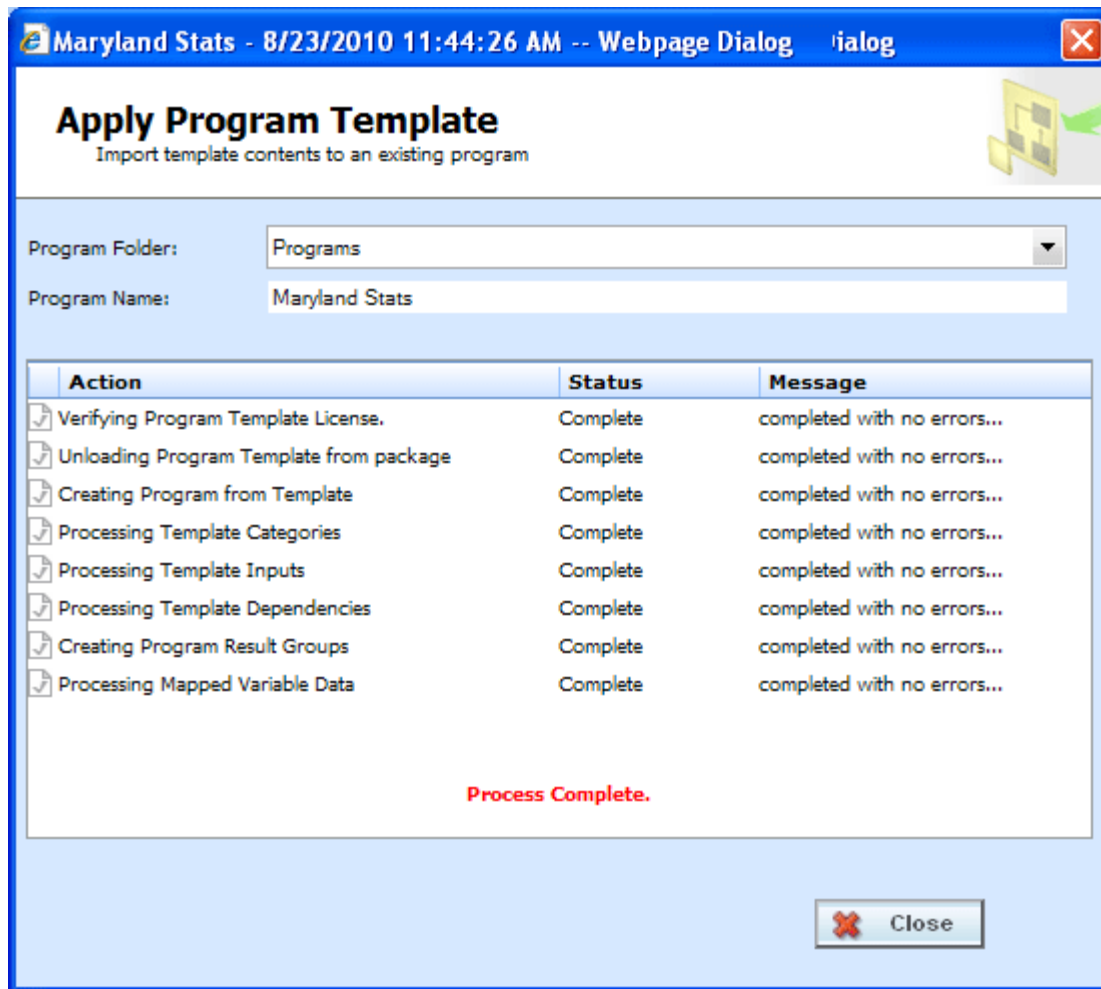 Maryland Stats - 8/23/2010 11:44:26 AM -- Webpage Dialog ialog
Apply Program Template
Import template contents to an existing program
Program Folder: Programs
Program Name: Maryland Stats
Action Status Message
Verifying Program Template License. Complete completed with no errors...
Unloading Program Template from package Complete completed with no errors...
Creating Program from Template Complete completed with no errors...
Processing Template Categories Complete completed with no errors...
Processing Template Inputs Complete completed with no errors...
Processing Template Dependencies Complete completed with no errors...
Creating Program Result Groups Complete completed with no errors...
Processing Mapped Variable Data Complete completed with no errors...
Process Complete.
Close